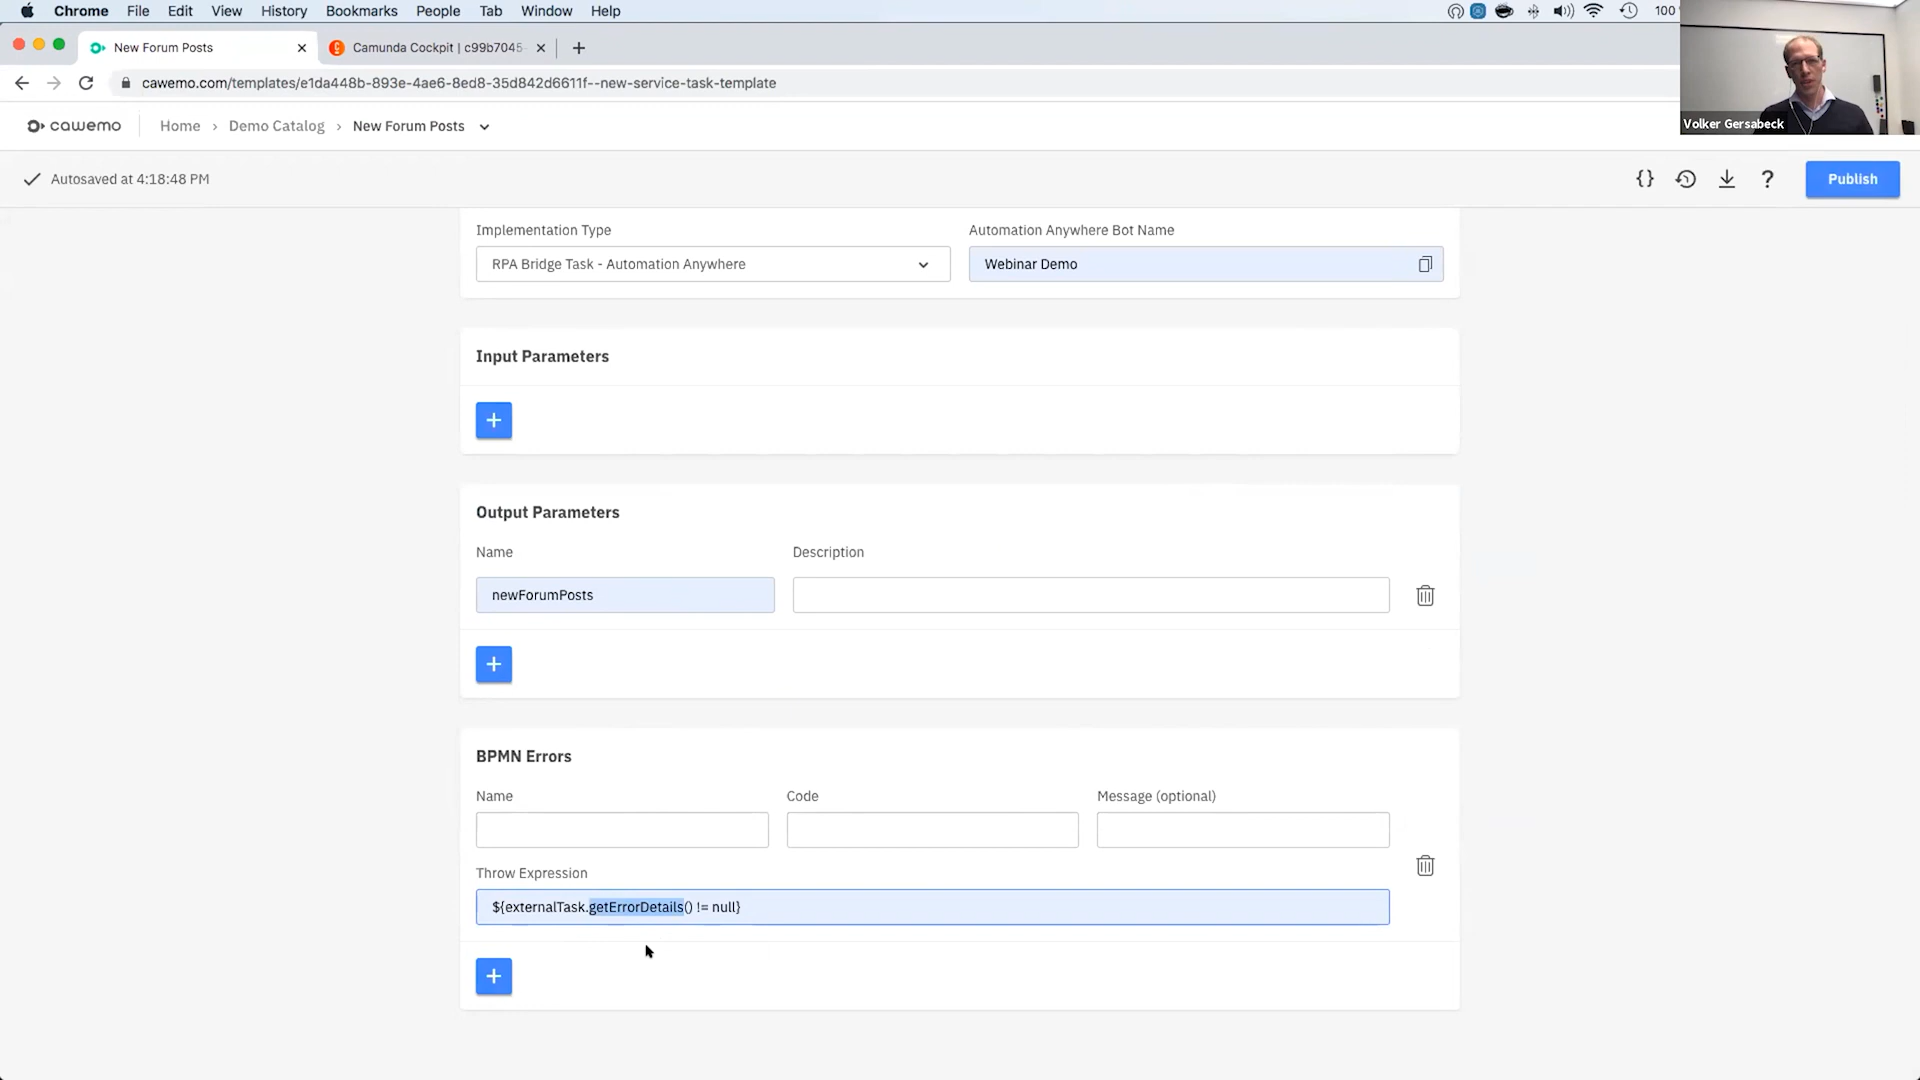 Chrome File Edit View History Bookmarks People Tab Window Help
100
New Forum Posts
Camunda Cockpit | c99b7045-
cawemo.com/templates/e1da448b-893e-4ae6-8ed8-35d842d6611f--new-service-task-template
Volker Gersabeck
cawemo Home › Demo Catalog › New Forum Posts
Autosaved at 4:18:48 PM
{} ? Publish
Implementation Type Automation Anywhere Bot Name
RPA Bridge Task - Automation Anywhere Webinar Demo
Input Parameters
+
Output Parameters
Name Description
newForumPosts
+
BPMN Errors
Name Code Message (optional)
Throw Expression
${externalTask.getErrorDetails() != null}
+